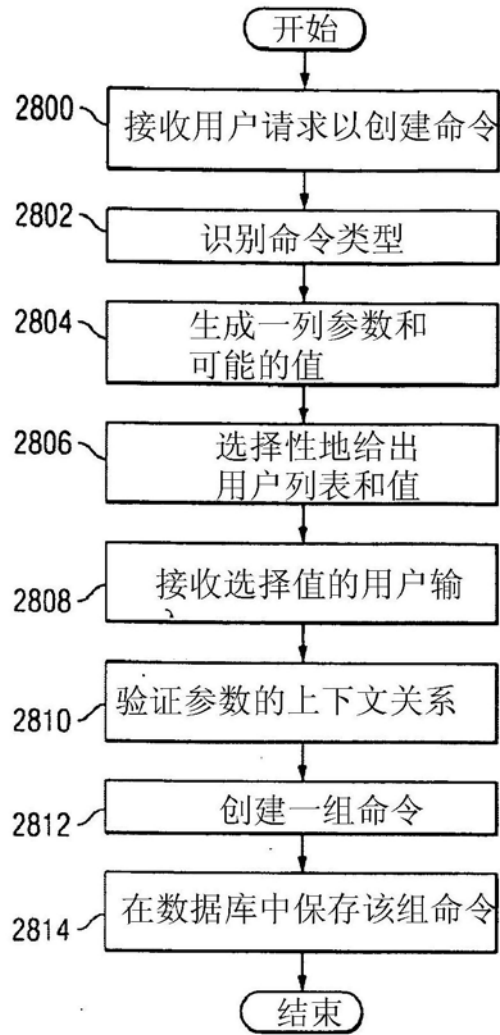 开始
2800
接收用户请求以创建命令
2802
识别命令类型
2804
生成一列参数和
可能的值
2806
选择性地给出
用户列表和值
2808
接收选择值的用户输
2810
验证参数的上下文关系
2812
创建一组命令
2814
在数据库中保存该组命令
结束